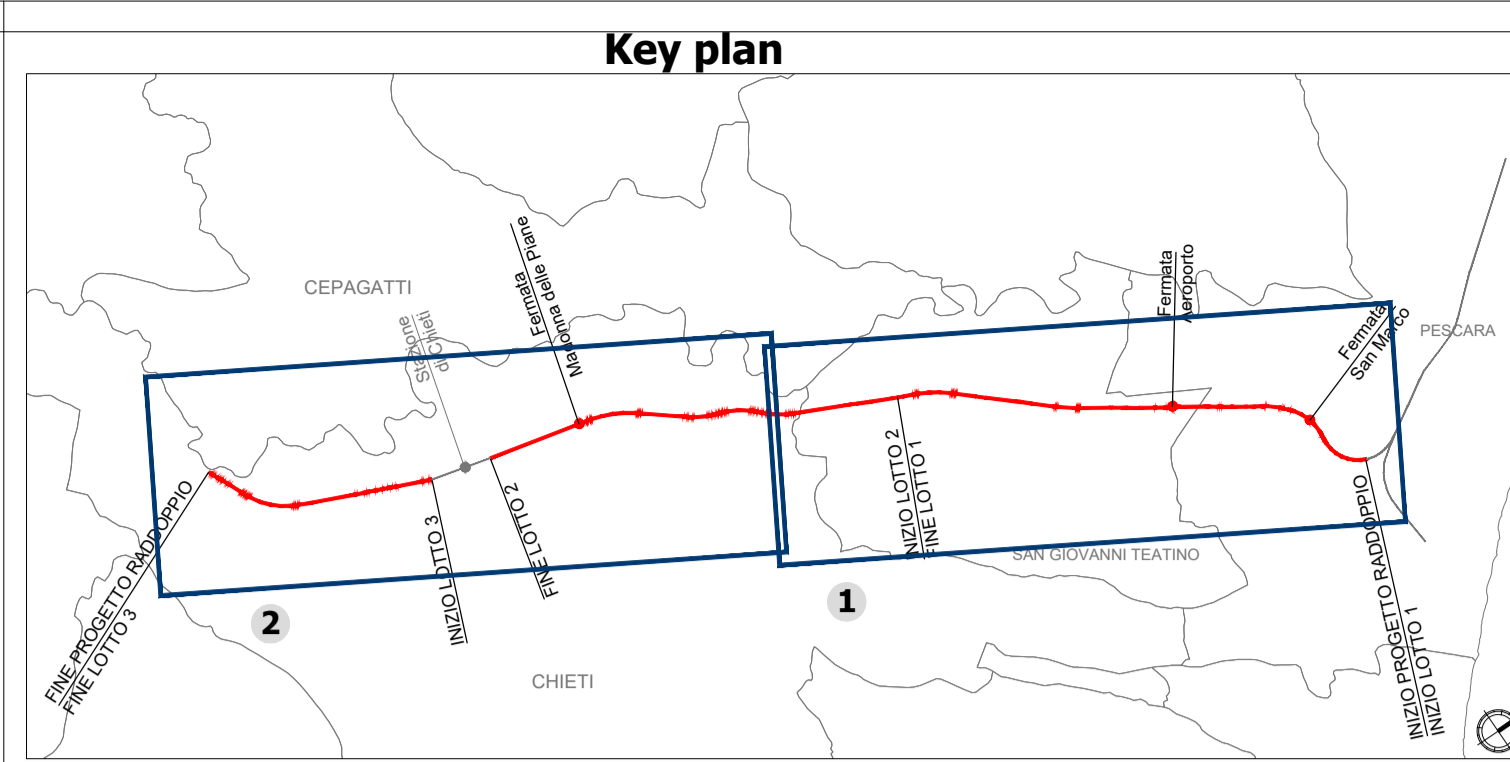 Key plan
CEPAGATTI
Stazione
di Chieti
Fermata
Madonna delle Piane
Fermata
Aeroporto
Fermata
San Marco
PESCARA
INIZIO LOTTO 2
FINE LOTTO 1
SAN GIOVANNI TEATINO
FINE PROGETTO RADDOPPIO
FINE LOTTO 3
INIZIO LOTTO 3
FINE LOTTO 2
INIZIO PROGETTO RADDOPPIO
INIZIO LOTTO 1
2
1
CHIETI